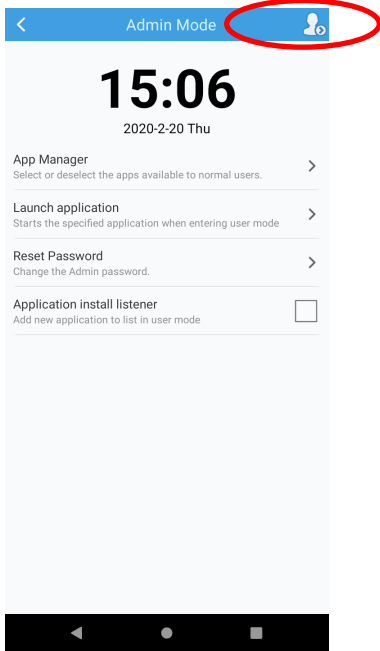 Admin Mode
15:06
2020-2-20 Thu
App Manager
Select or deselect the apps available to normal users.
Launch application
Starts the specified application when entering user mode
Reset Password
Change the Admin password.
Application install listener
Add new application to list in user mode